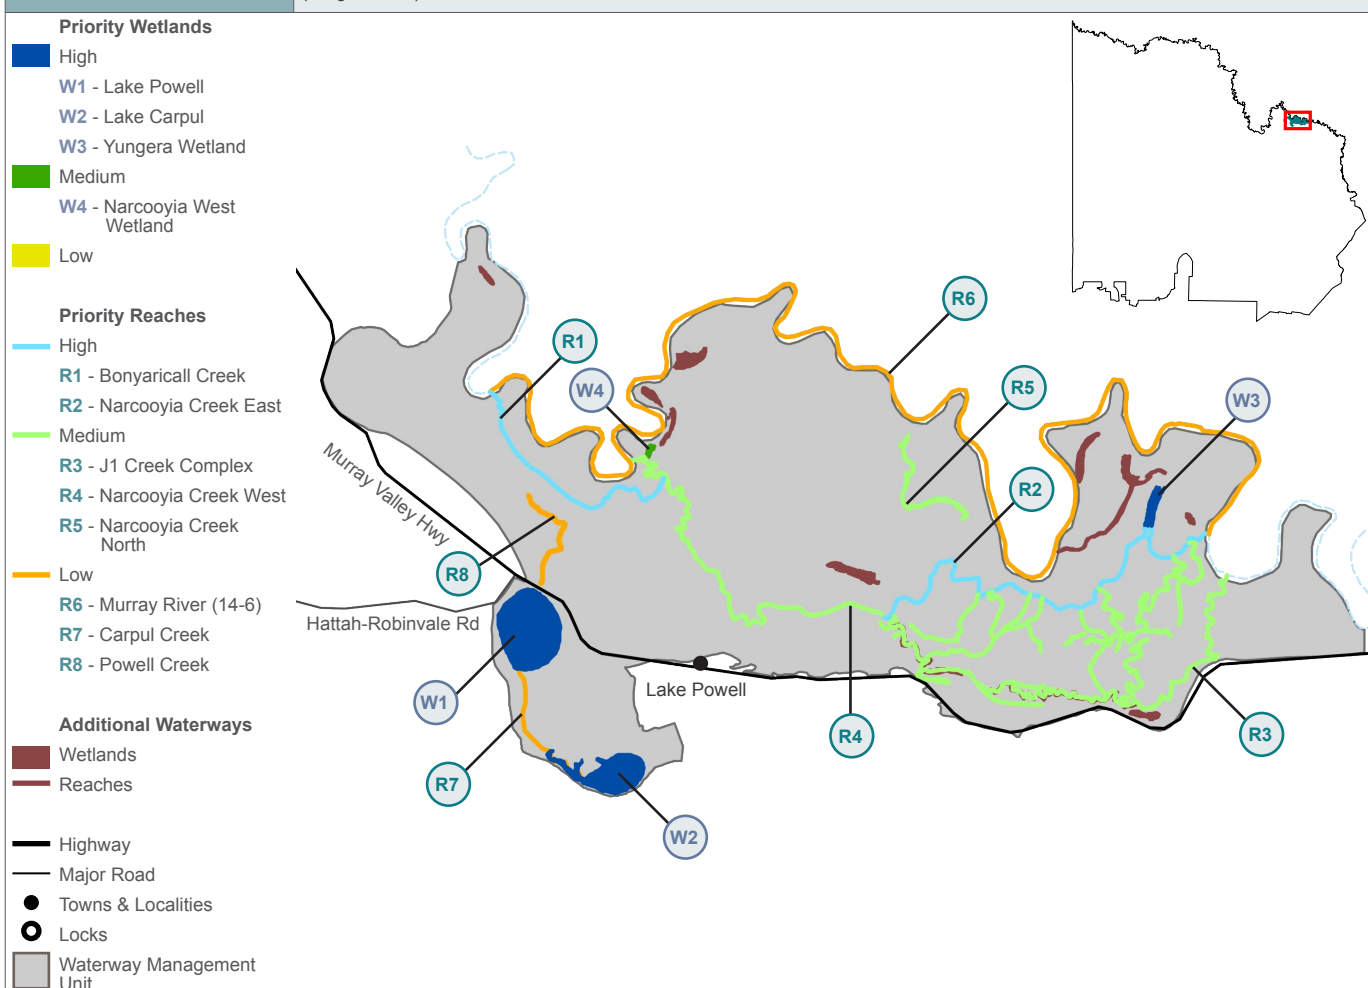 Priority Wetlands
High
W1 - Lake Powell
W2 - Lake Carpul
W3 - Yungera Wetland
Medium
W4 - Narcooyia West
Wetland
Low
Priority Reaches
High
R1 - Bonyaricall Creek
R2 - Narcooyia Creek East
Medium
R3 - J1 Creek Complex
R4 - Narcooyia Creek West
R5 - Narcooyia Creek
North
Low
R6 - Murray River (14-6)
R7 - Carpul Creek
R8 - Powell Creek
Additional Waterways
Wetlands
Reaches
Highway
Major Road
Towns & Localities
Locks
Waterway Management
Unit
R6
R1
W4
R5
W3
R2
Murray Valley Hwy
R8
Hattah-Robinvale Rd
Lake Powell
W1
R4
R3
R7
W2